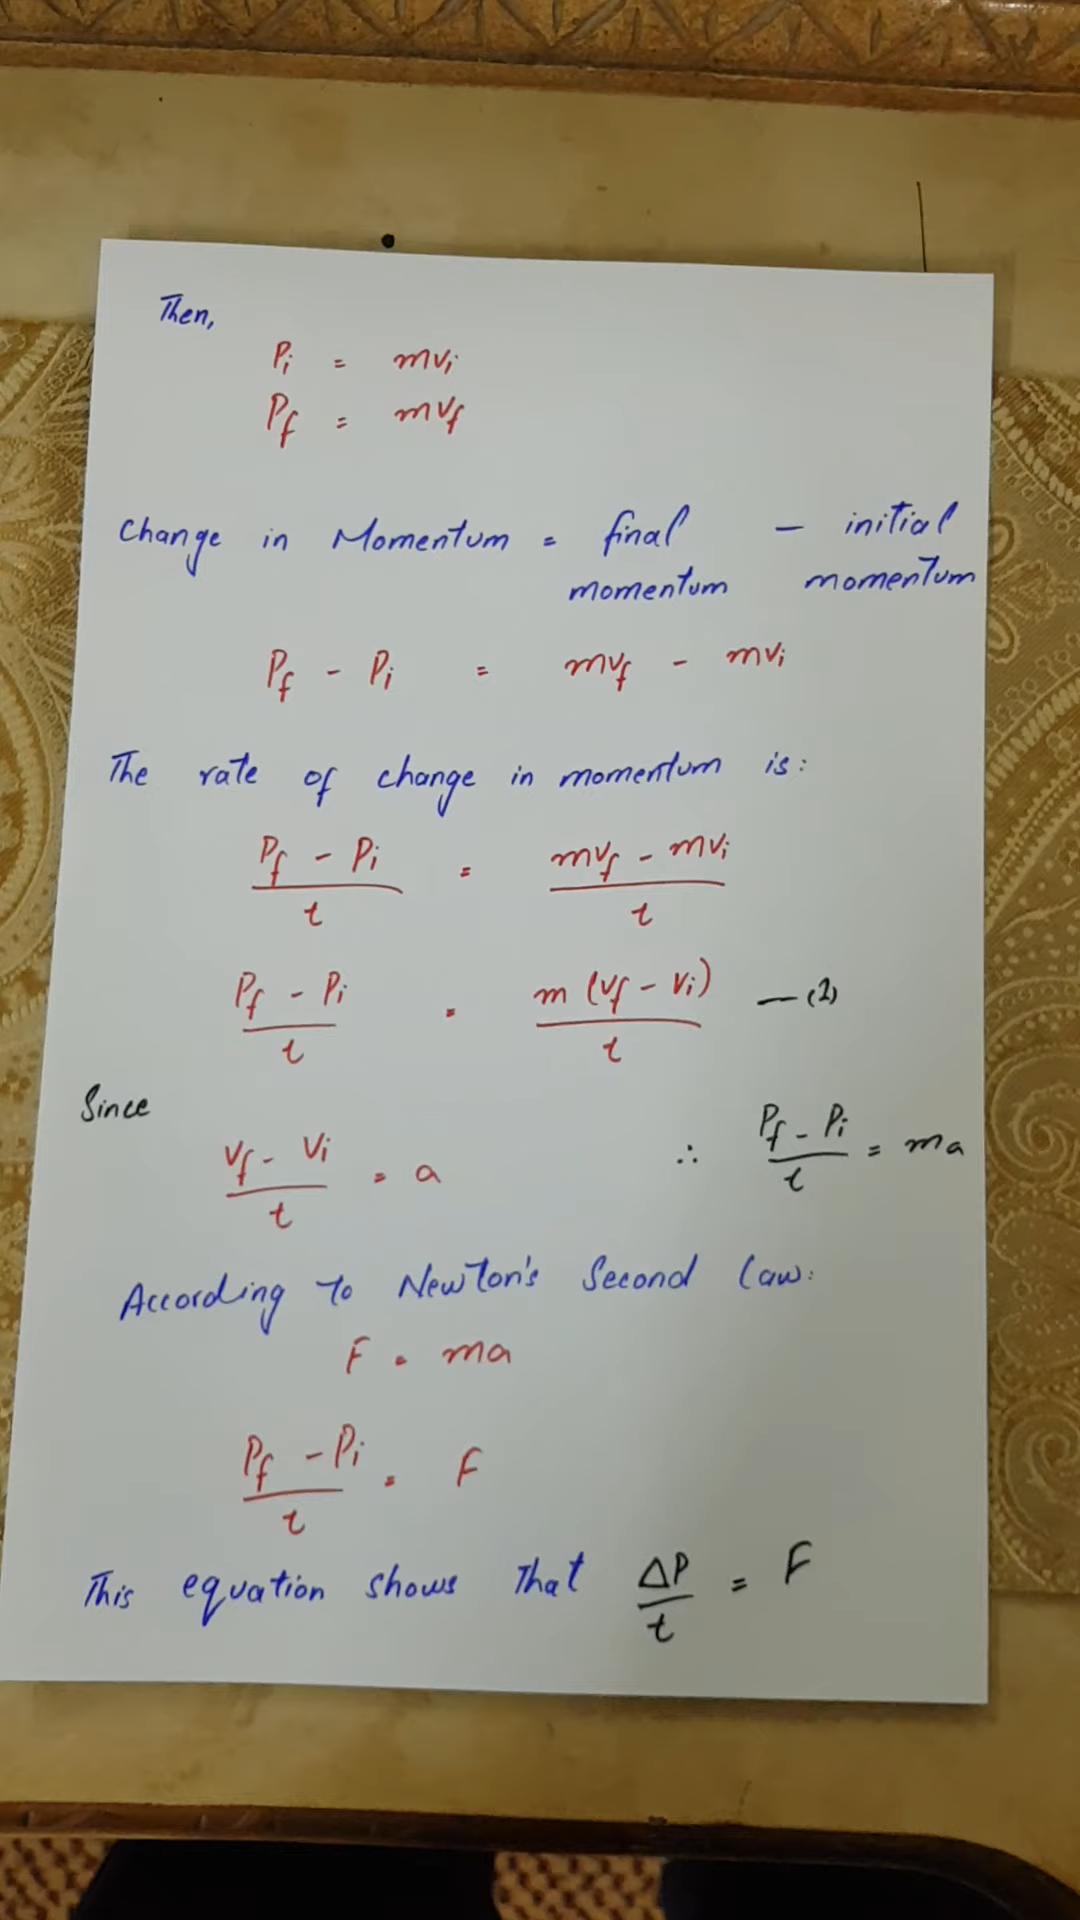 Then,
Pi = mvi
Pf = mvf
Change in Momentum = final momentum − initial momentum
Pf − Pi = mvf − mvi
The rate of change in momentum is:
(Pf − Pi)/t = (mvf − mvi)/t
(Pf − Pi)/t = m(vf − vi)/t —(2)
Since
(Vf − Vi)/t = a ∴ (Pf − Pi)/t = ma
According to Newton's Second Law:
F = ma
(Pf − Pi)/t = F
This equation shows that ΔP/t = F